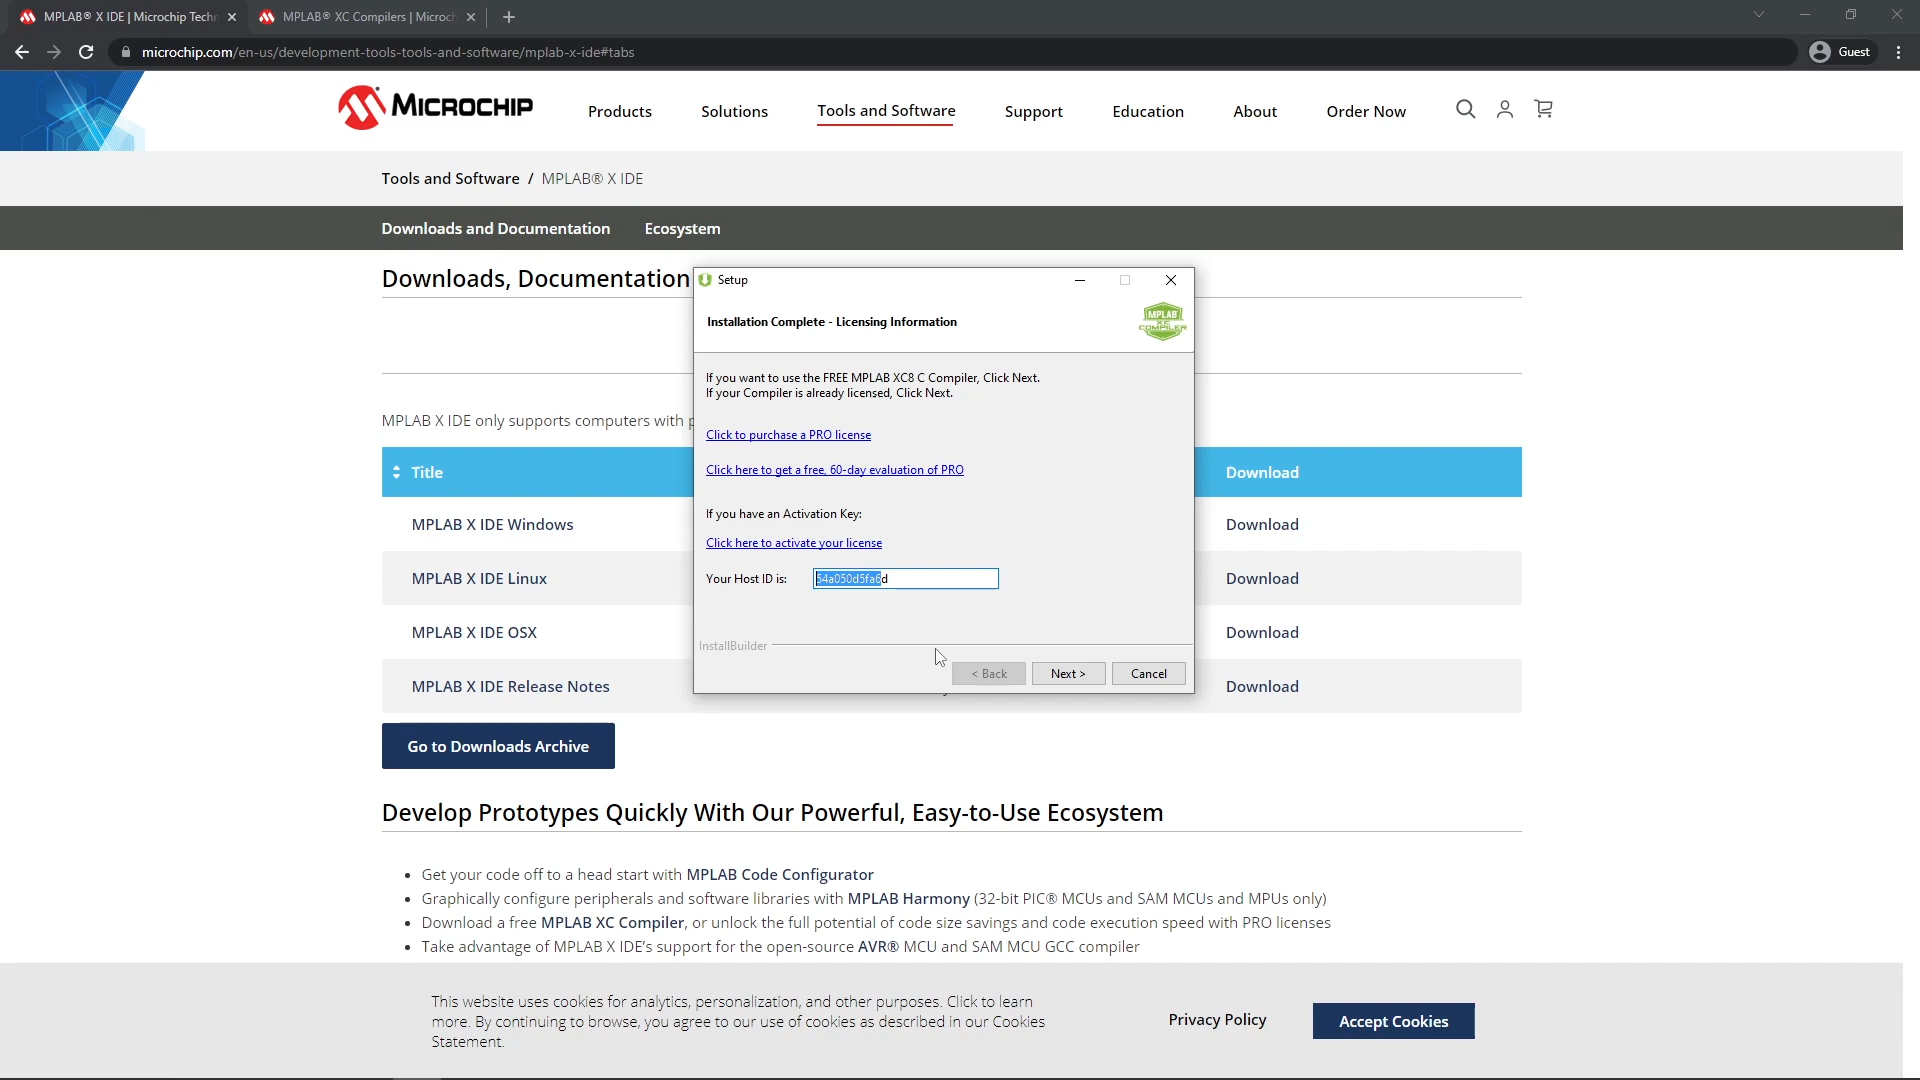 MPLAB® X IDE | Microchip Techn
MPLAB® XC Compilers | Microch
microchip.com/en-us/development-tools-tools-and-software/mplab-x-ide#tabs
Guest
MICROCHIP
Products
Solutions
Tools and Software
Support
Education
About
Order Now
Tools and Software / MPLAB® X IDE
Downloads and Documentation
Ecosystem
Downloads, Documentation
Setup
Installation Complete - Licensing Information
MPLAB
XC
COMPILER
If you want to use the FREE MPLAB XC8 C Compiler, Click Next.
If your Compiler is already licensed, Click Next.
Click to purchase a PRO license
Click here to get a free, 60-day evaluation of PRO
If you have an Activation Key:
Click here to activate your license
Your Host ID is:
54a050d5fa6d
InstallBuilder
< Back
Next >
Cancel
MPLAB X IDE only supports computers with p
Title
Download
MPLAB X IDE Windows
Download
MPLAB X IDE Linux
Download
MPLAB X IDE OSX
Download
MPLAB X IDE Release Notes
Download
Go to Downloads Archive
Develop Prototypes Quickly With Our Powerful, Easy-to-Use Ecosystem
• Get your code off to a head start with MPLAB Code Configurator
• Graphically configure peripherals and software libraries with MPLAB Harmony (32-bit PIC® MCUs and SAM MCUs and MPUs only)
• Download a free MPLAB XC Compiler, or unlock the full potential of code size savings and code execution speed with PRO licenses
• Take advantage of MPLAB X IDE's support for the open-source AVR® MCU and SAM MCU GCC compiler
This website uses cookies for analytics, personalization, and other purposes. Click to learn
more. By continuing to browse, you agree to our use of cookies as described in our Cookies
Statement.
Privacy Policy
Accept Cookies